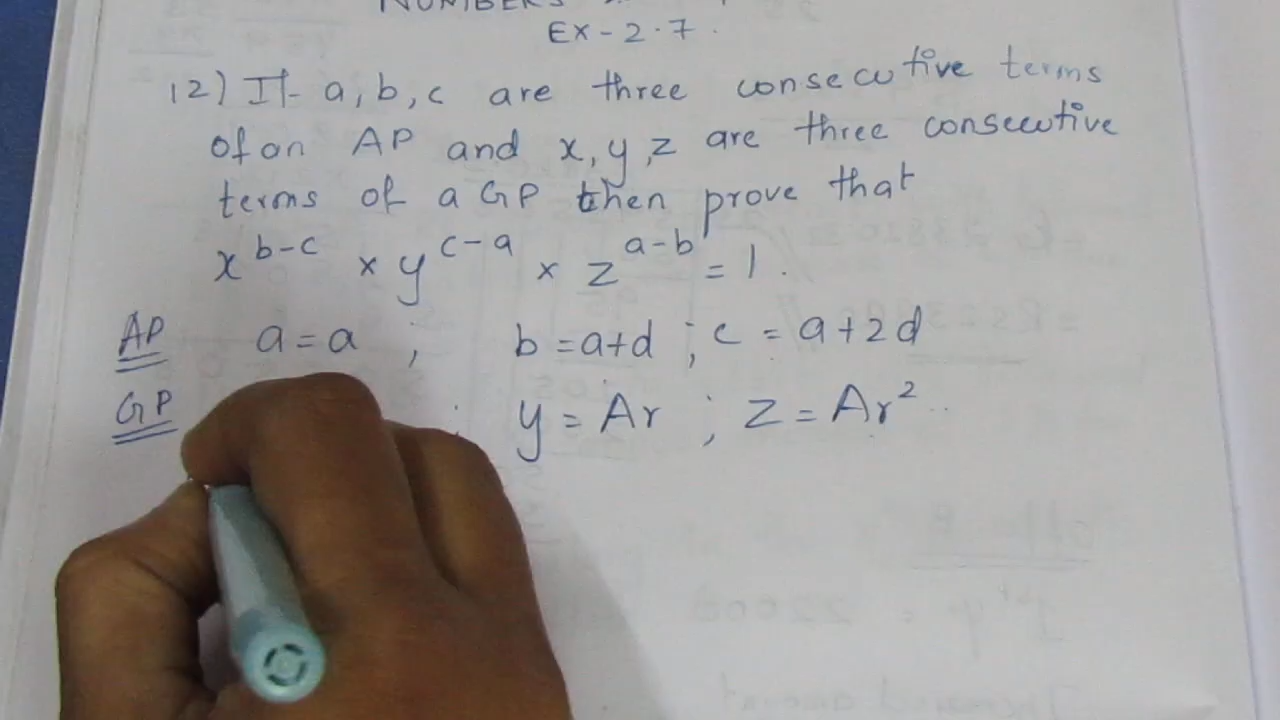 Ex-2.7.
12) If a, b, c are three consecutive terms
of an AP and x, y, z are three consecutive
terms of a GP then prove that
x^{b-c} × y^{c-a} × z^{a-b} = 1.
AP a = a ; b = a+d ; c = a+2d
GP ; y = Ar ; z = Ar²